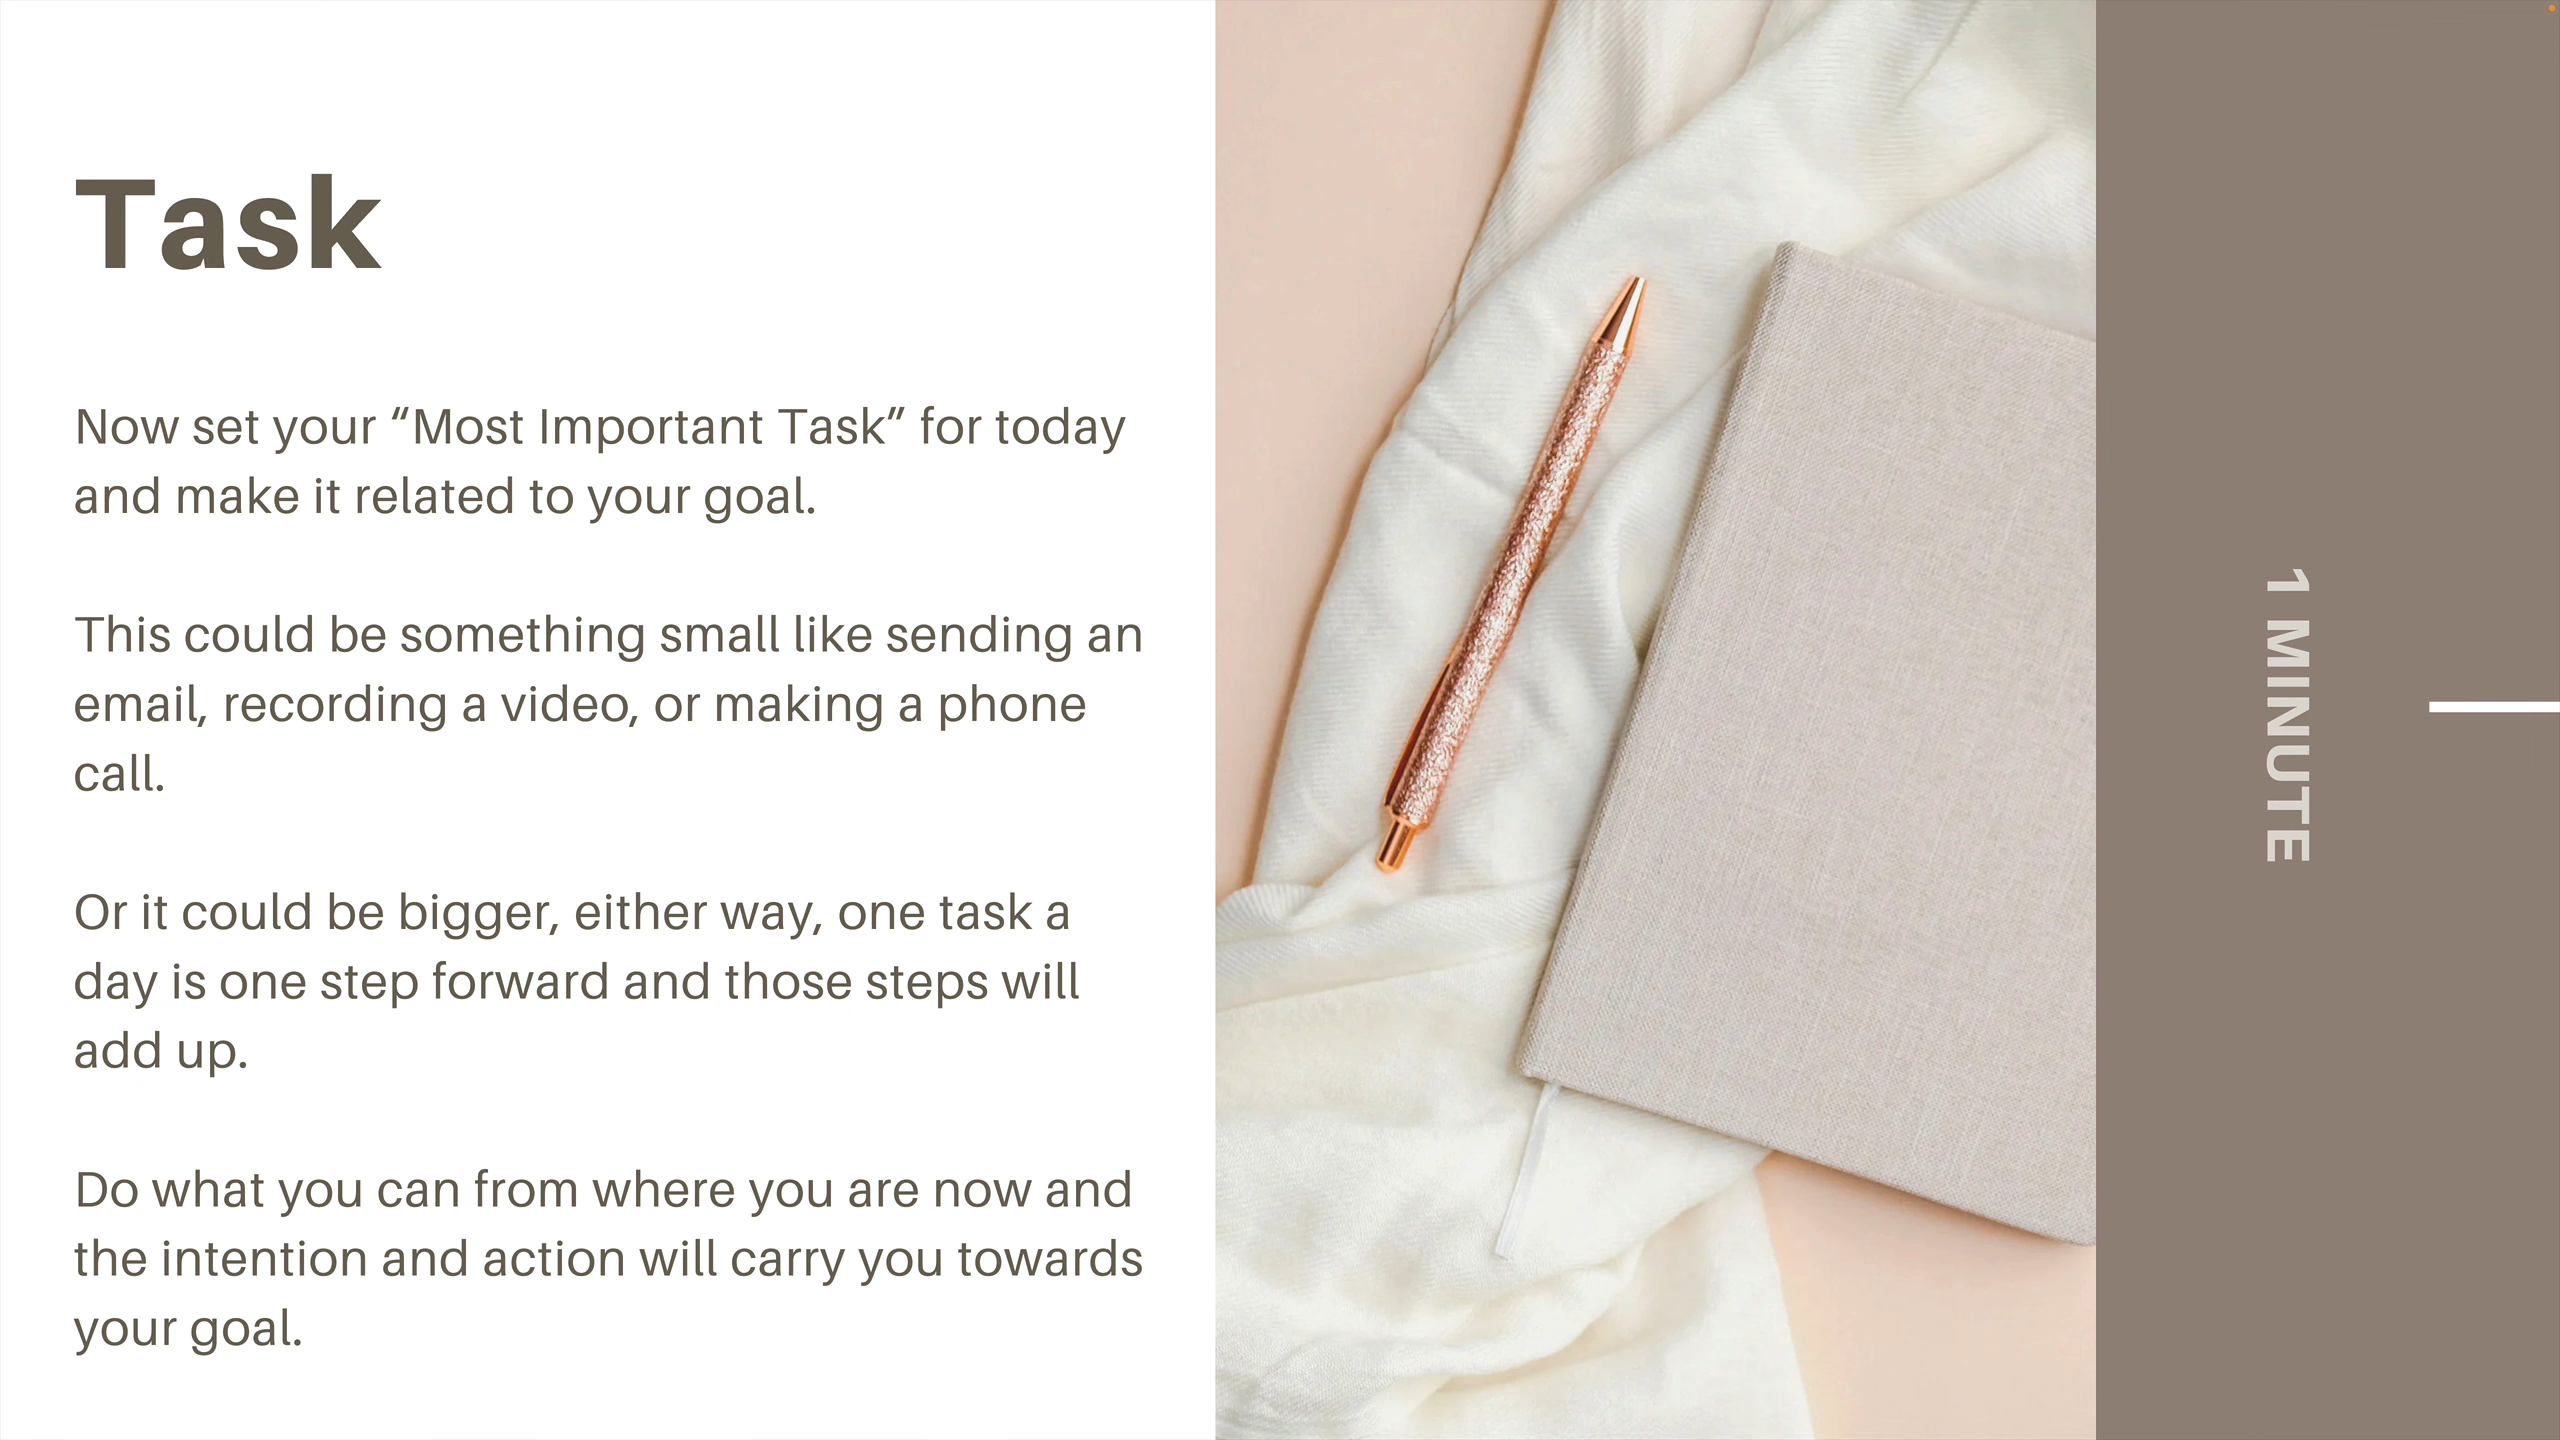 Task
Now set your “Most Important Task” for today
and make it related to your goal.
This could be something small like sending an
email, recording a video, or making a phone
call.
Or it could be bigger, either way, one task a
day is one step forward and those steps will
add up.
Do what you can from where you are now and
the intention and action will carry you towards
your goal.
1 MINUTE